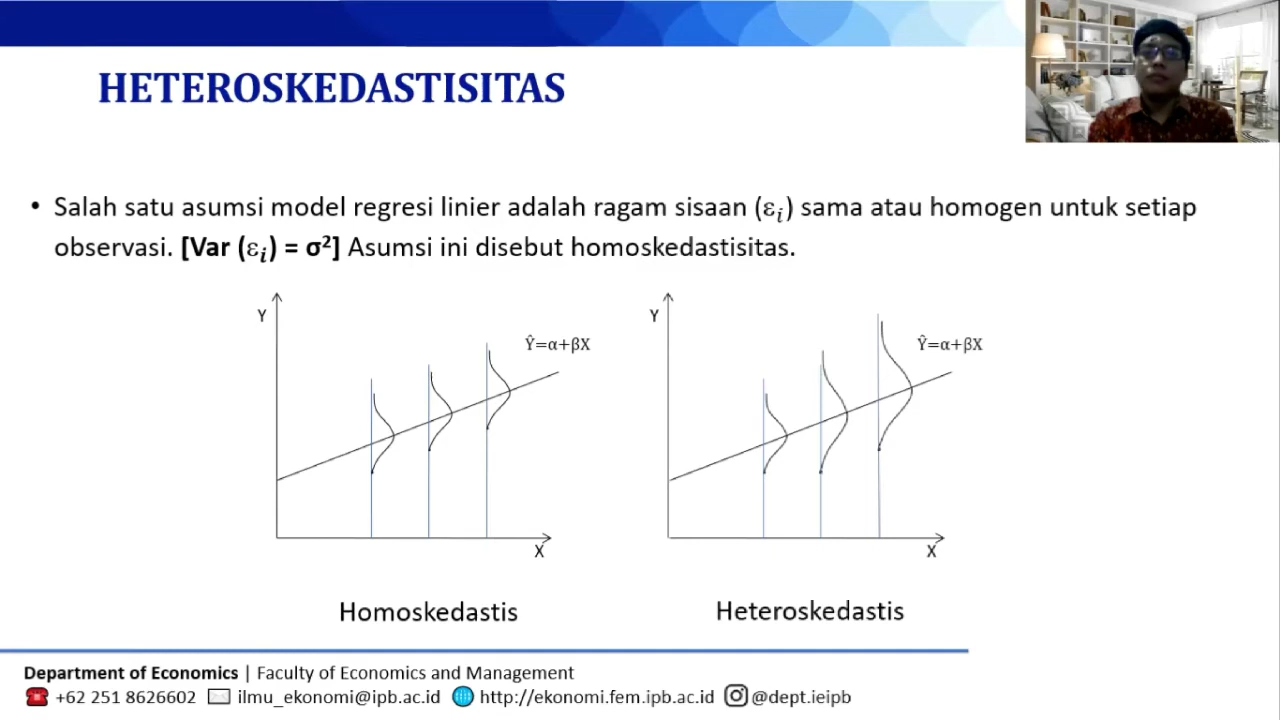 HETEROSKEDASTISITAS
• Salah satu asumsi model regresi linier adalah ragam sisaan (εᵢ) sama atau homogen untuk setiap
observasi. [Var (εᵢ) = σ²] Asumsi ini disebut homoskedastisitas.
Y
Ŷ=α+βX
X
Homoskedastis
Y
Ŷ=α+βX
X
Heteroskedastis
Department of Economics | Faculty of Economics and Management
+62 251 8626602 ilmu_ekonomi@ipb.ac.id http://ekonomi.fem.ipb.ac.id @dept.ieipb